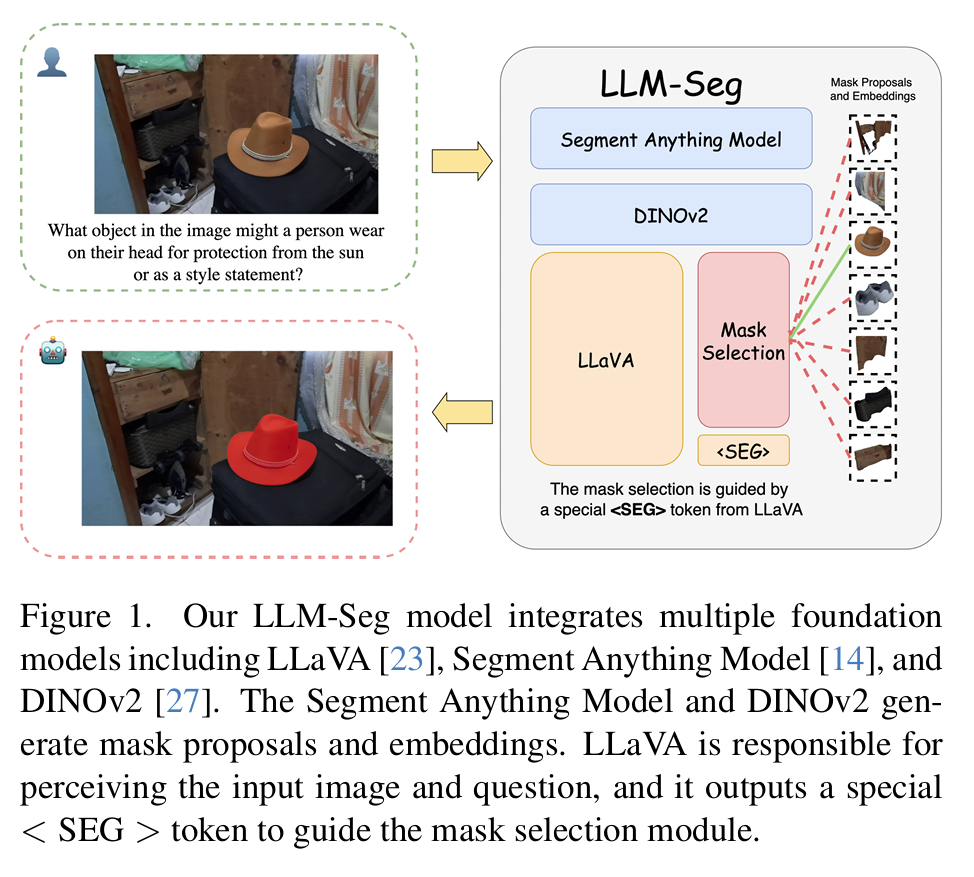 What object in the image might a person wear
on their head for protection from the sun
or as a style statement?
LLM-Seg
Mask Proposals
and Embeddings
Segment Anything Model
DINOv2
LLaVA
Mask
Selection
<SEG>
The mask selection is guided by
a special <SEG> token from LLaVA
Figure 1. Our LLM-Seg model integrates multiple foundation
models including LLaVA [23], Segment Anything Model [14], and
DINOv2 [27]. The Segment Anything Model and DINOv2 gen-
erate mask proposals and embeddings. LLaVA is responsible for
perceiving the input image and question, and it outputs a special
< SEG > token to guide the mask selection module.